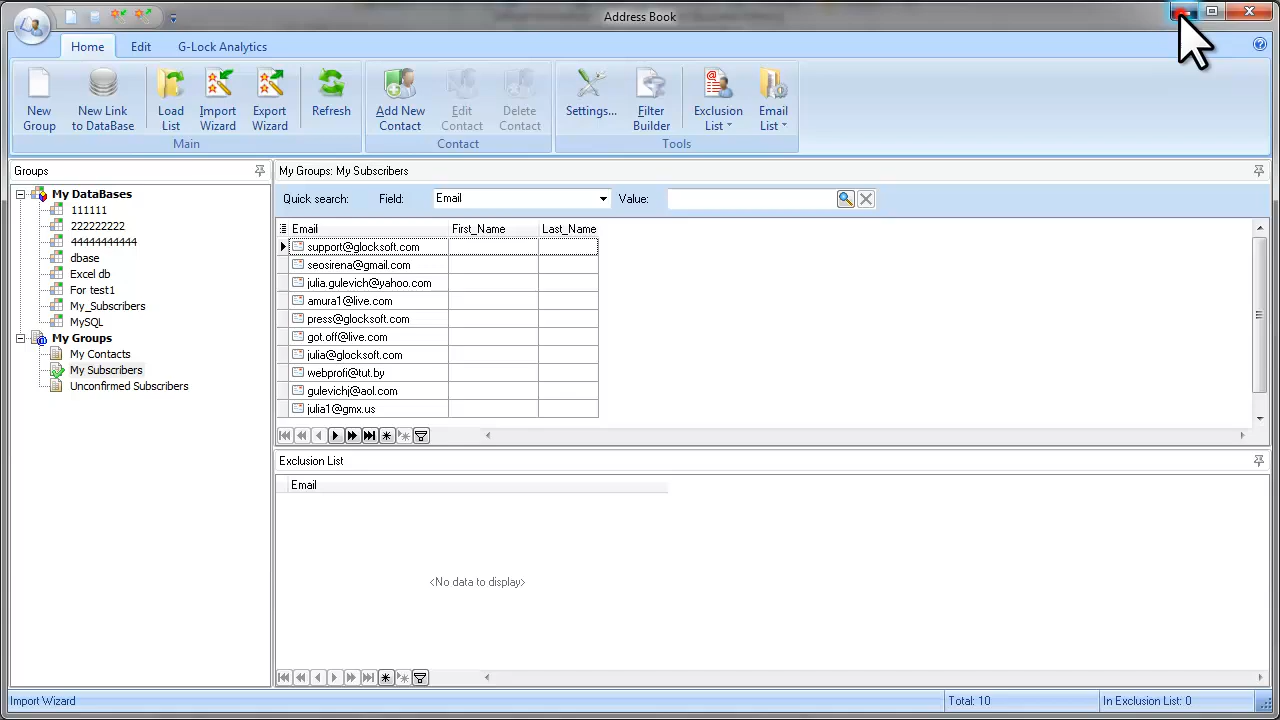 Address Book
Home Edit G-Lock Analytics
New Group
New Link to DataBase
Load List
Import Wizard
Export Wizard
Refresh
Add New Contact
Edit Contact
Delete Contact
Settings...
Filter Builder
Exclusion List
Email List
Main Contact Tools
Groups
My DataBases
111111
222222222
44444444444
dbase
Excel db
For test1
My_Subscribers
MySQL
My Groups
My Contacts
My Subscribers
Unconfirmed Subscribers
My Groups: My Subscribers
Quick search: Field: Email Value:
Email First_Name Last_Name
support@glocksoft.com
seosirena@gmail.com
julia.gulevich@yahoo.com
amura1@live.com
press@glocksoft.com
got.off@live.com
julia@glocksoft.com
webprofi@tut.by
gulevichj@aol.com
julia1@gmx.us
Exclusion List
Email
<No data to display>
Import Wizard Total: 10 In Exclusion List: 0